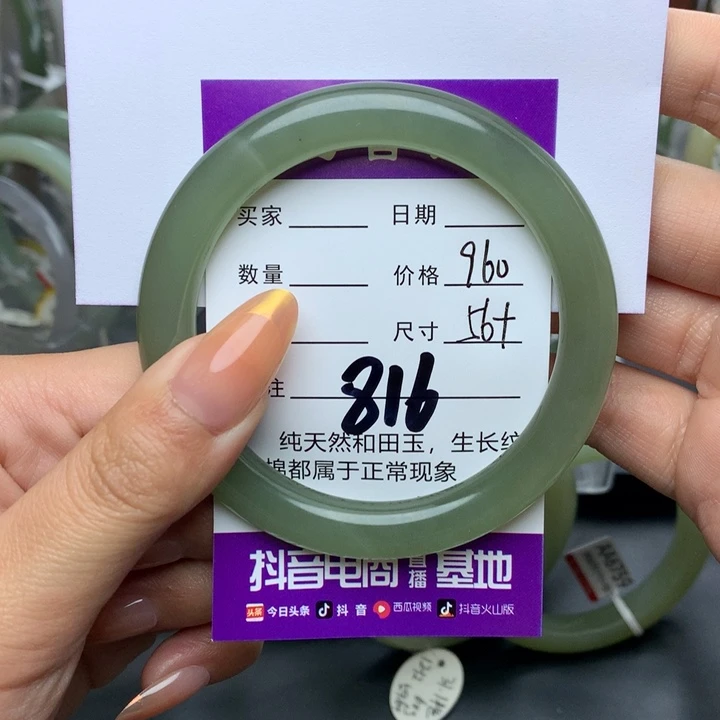 买家 日期
数量 价格 960
尺寸 56+
注 816
纯天然和田玉，生长纹
棉都属于正常现象
抖音电商直播基地
头条 今日头条 抖音 西瓜视频 抖音火山版
AA6759